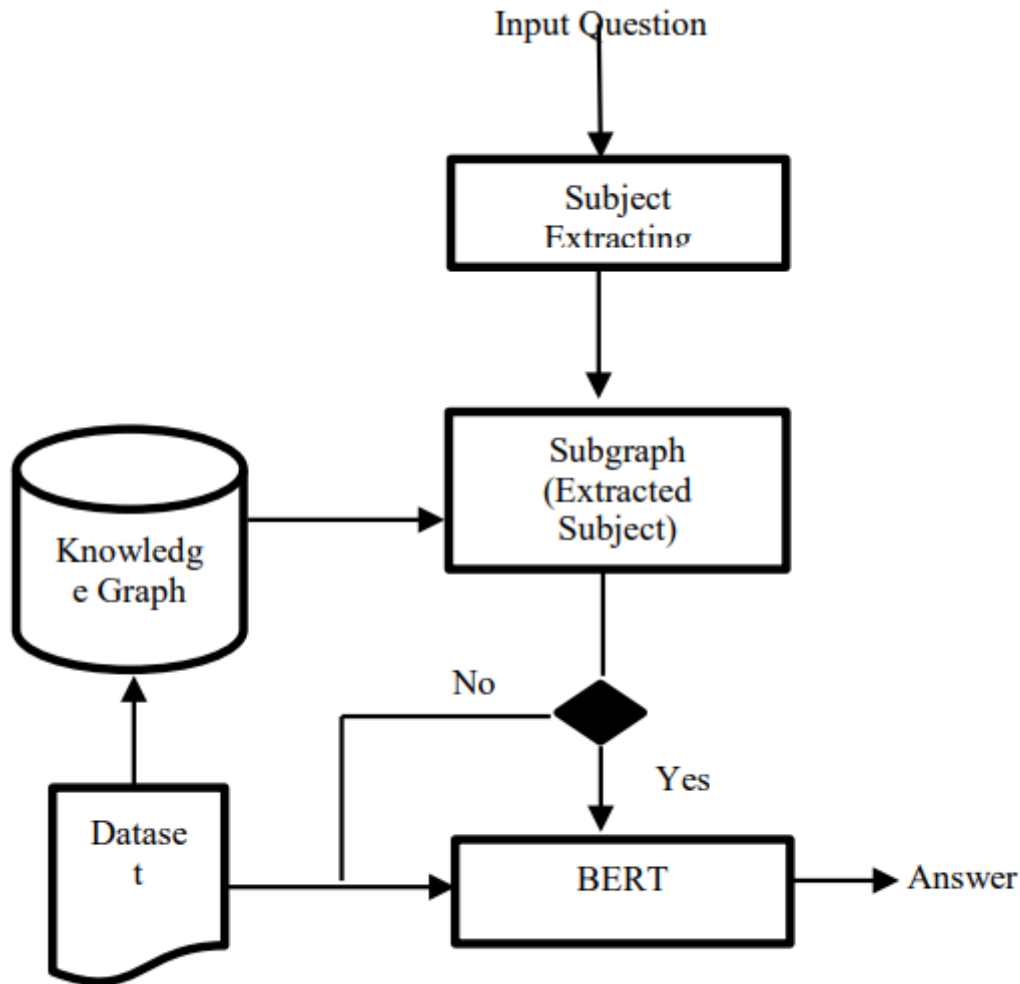 Input Question
Subject
Extracting
Subgraph
(Extracted
Subject)
Knowledg
e Graph
No
Yes
Datase
t
BERT
Answer